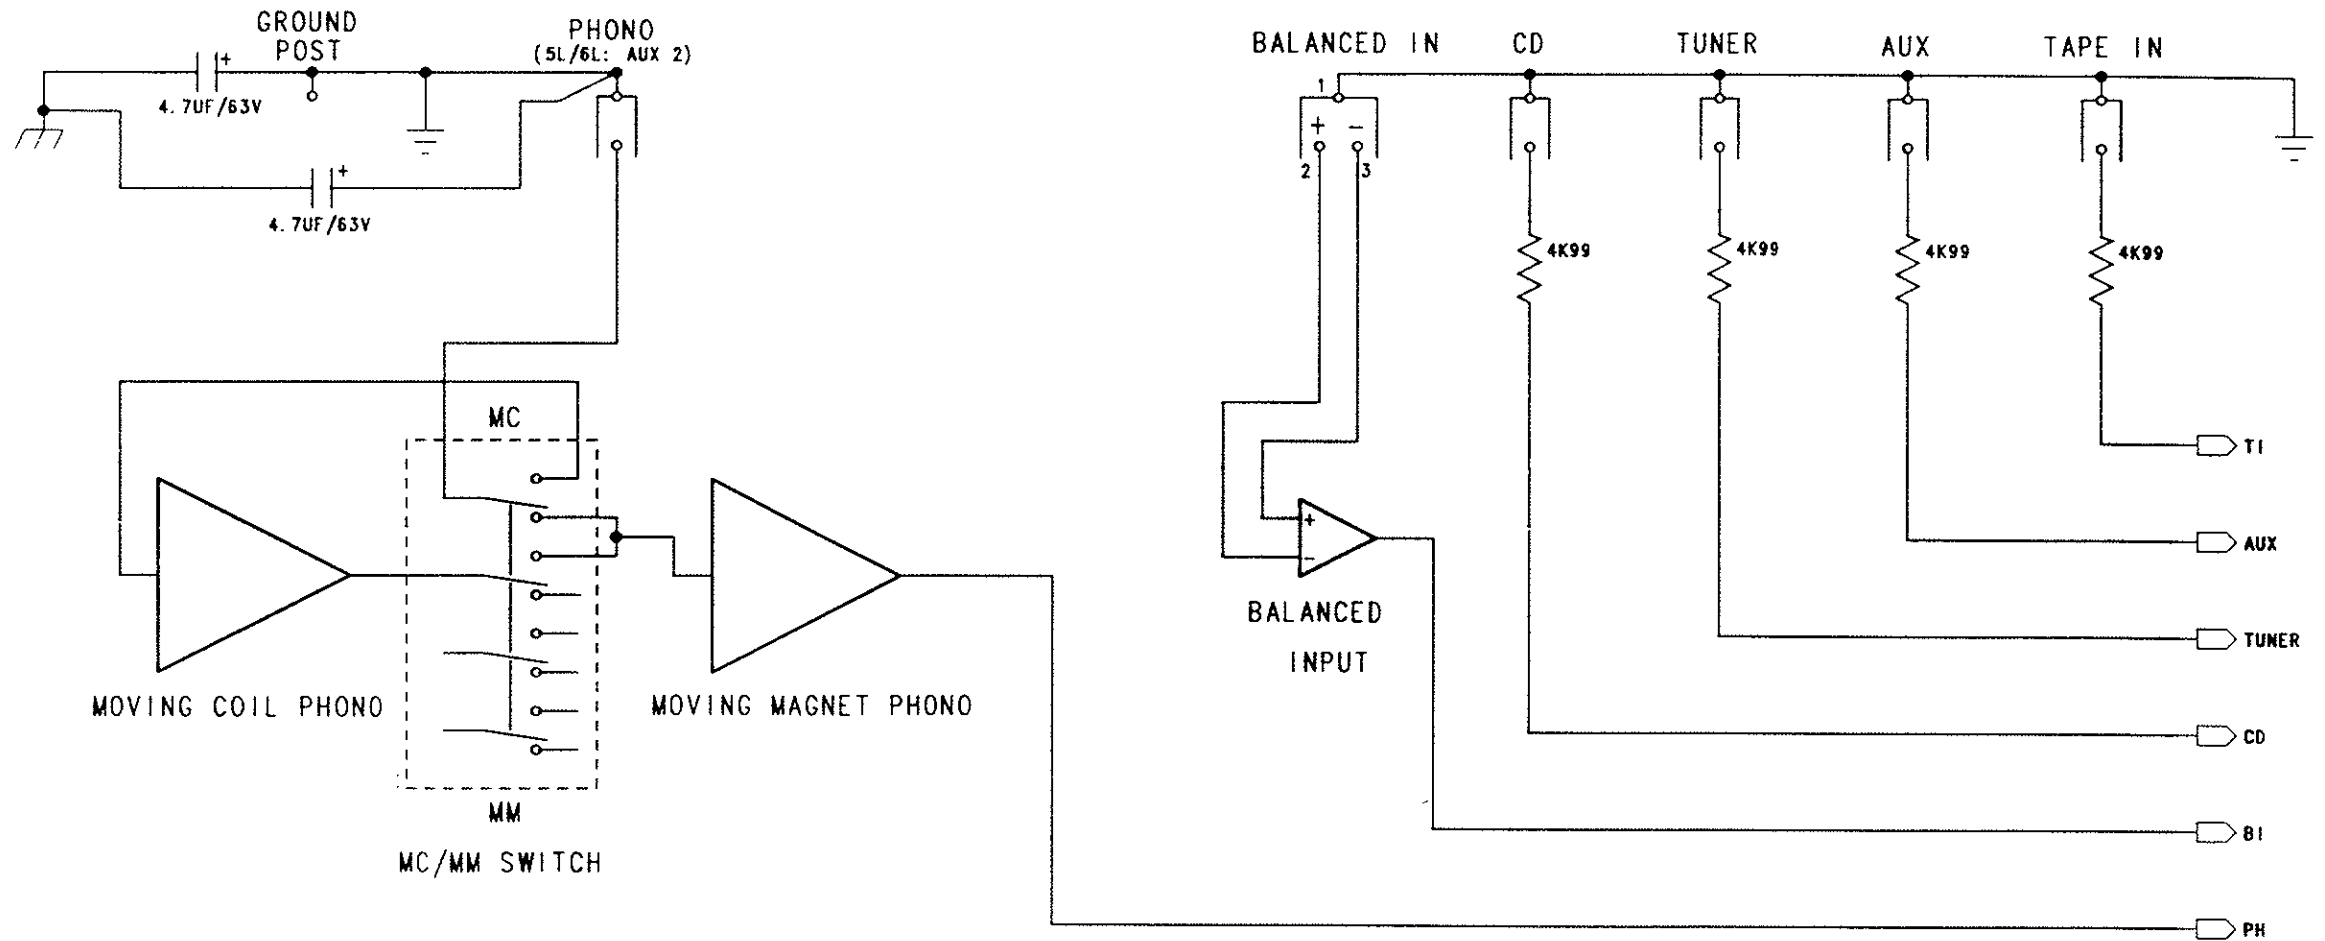 GROUND
POST
PHONO
(5L/6L: AUX 2)
BALANCED IN
CD
TUNER
AUX
TAPE IN
+
4.7UF/63V
1
+ -
2 3
+
4.7UF/63V
4K99
4K99
4K99
4K99
MC
TI
+
-
AUX
BALANCED
INPUT
TUNER
MOVING COIL PHONO
MOVING MAGNET PHONO
CD
MM
BI
MC/MM SWITCH
PH